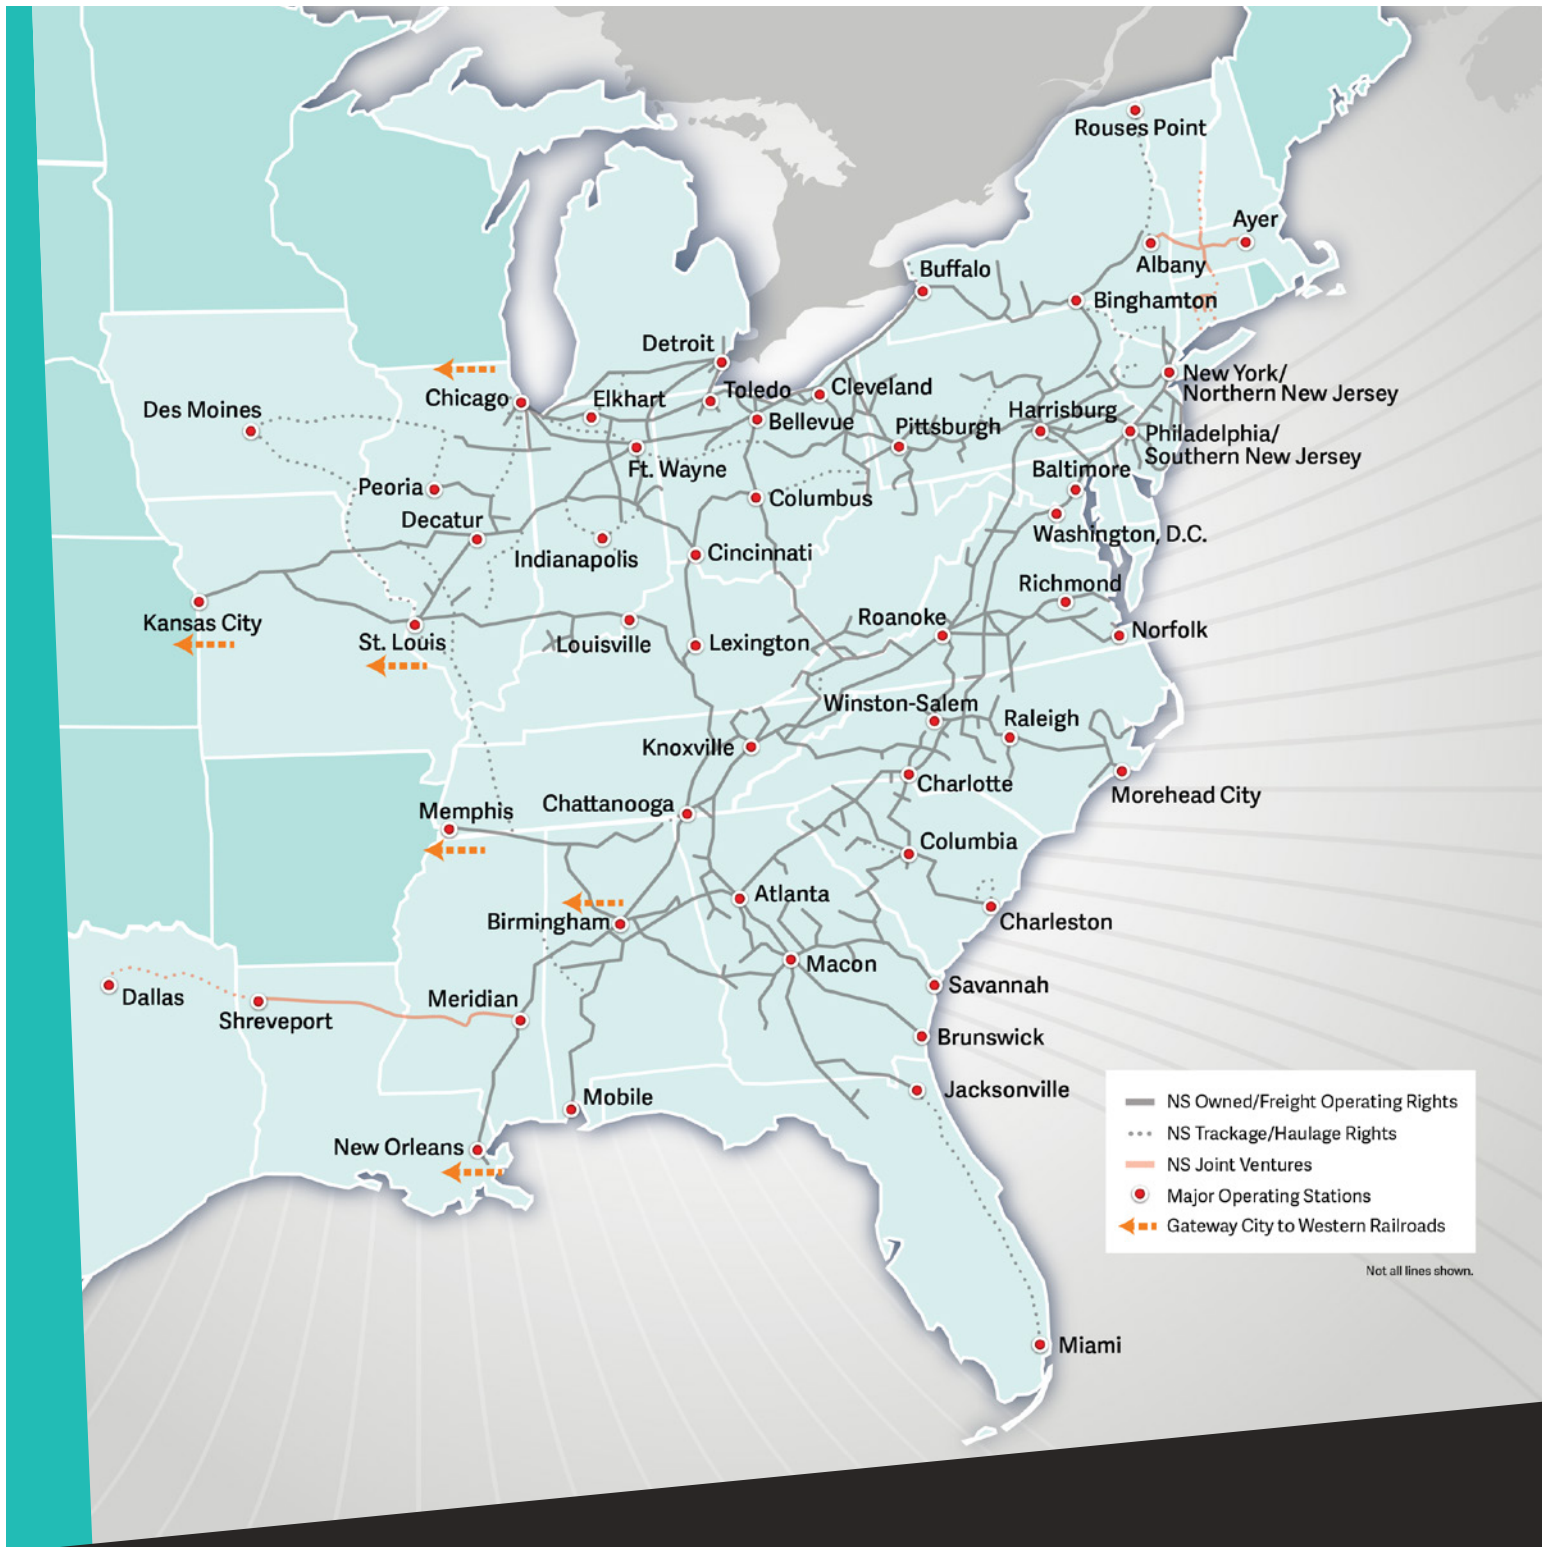 Rouses Point
Ayer
Albany
Buffalo
Binghamton
Detroit
New York/
Northern New Jersey
Chicago
Elkhart
Toledo
Cleveland
Des Moines
Bellevue
Pittsburgh
Harrisburg
Philadelphia/
Southern New Jersey
Ft. Wayne
Baltimore
Peoria
Columbus
Decatur
Washington, D.C.
Indianapolis
Cincinnati
Richmond
Kansas City
St. Louis
Louisville
Lexington
Roanoke
Norfolk
Winston-Salem
Raleigh
Knoxville
Charlotte
Morehead City
Memphis
Chattanooga
Columbia
Atlanta
Birmingham
Charleston
Macon
Savannah
Dallas
Shreveport
Meridian
Brunswick
Mobile
Jacksonville
New Orleans
Miami
NS Owned/Freight Operating Rights
NS Trackage/Haulage Rights
NS Joint Ventures
Major Operating Stations
Gateway City to Western Railroads
Not all lines shown.